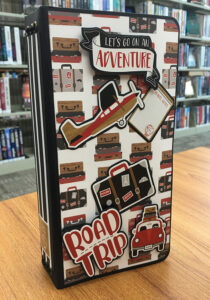 LET'S GO ON AN
ADVENTURE
ROAD
TRIP